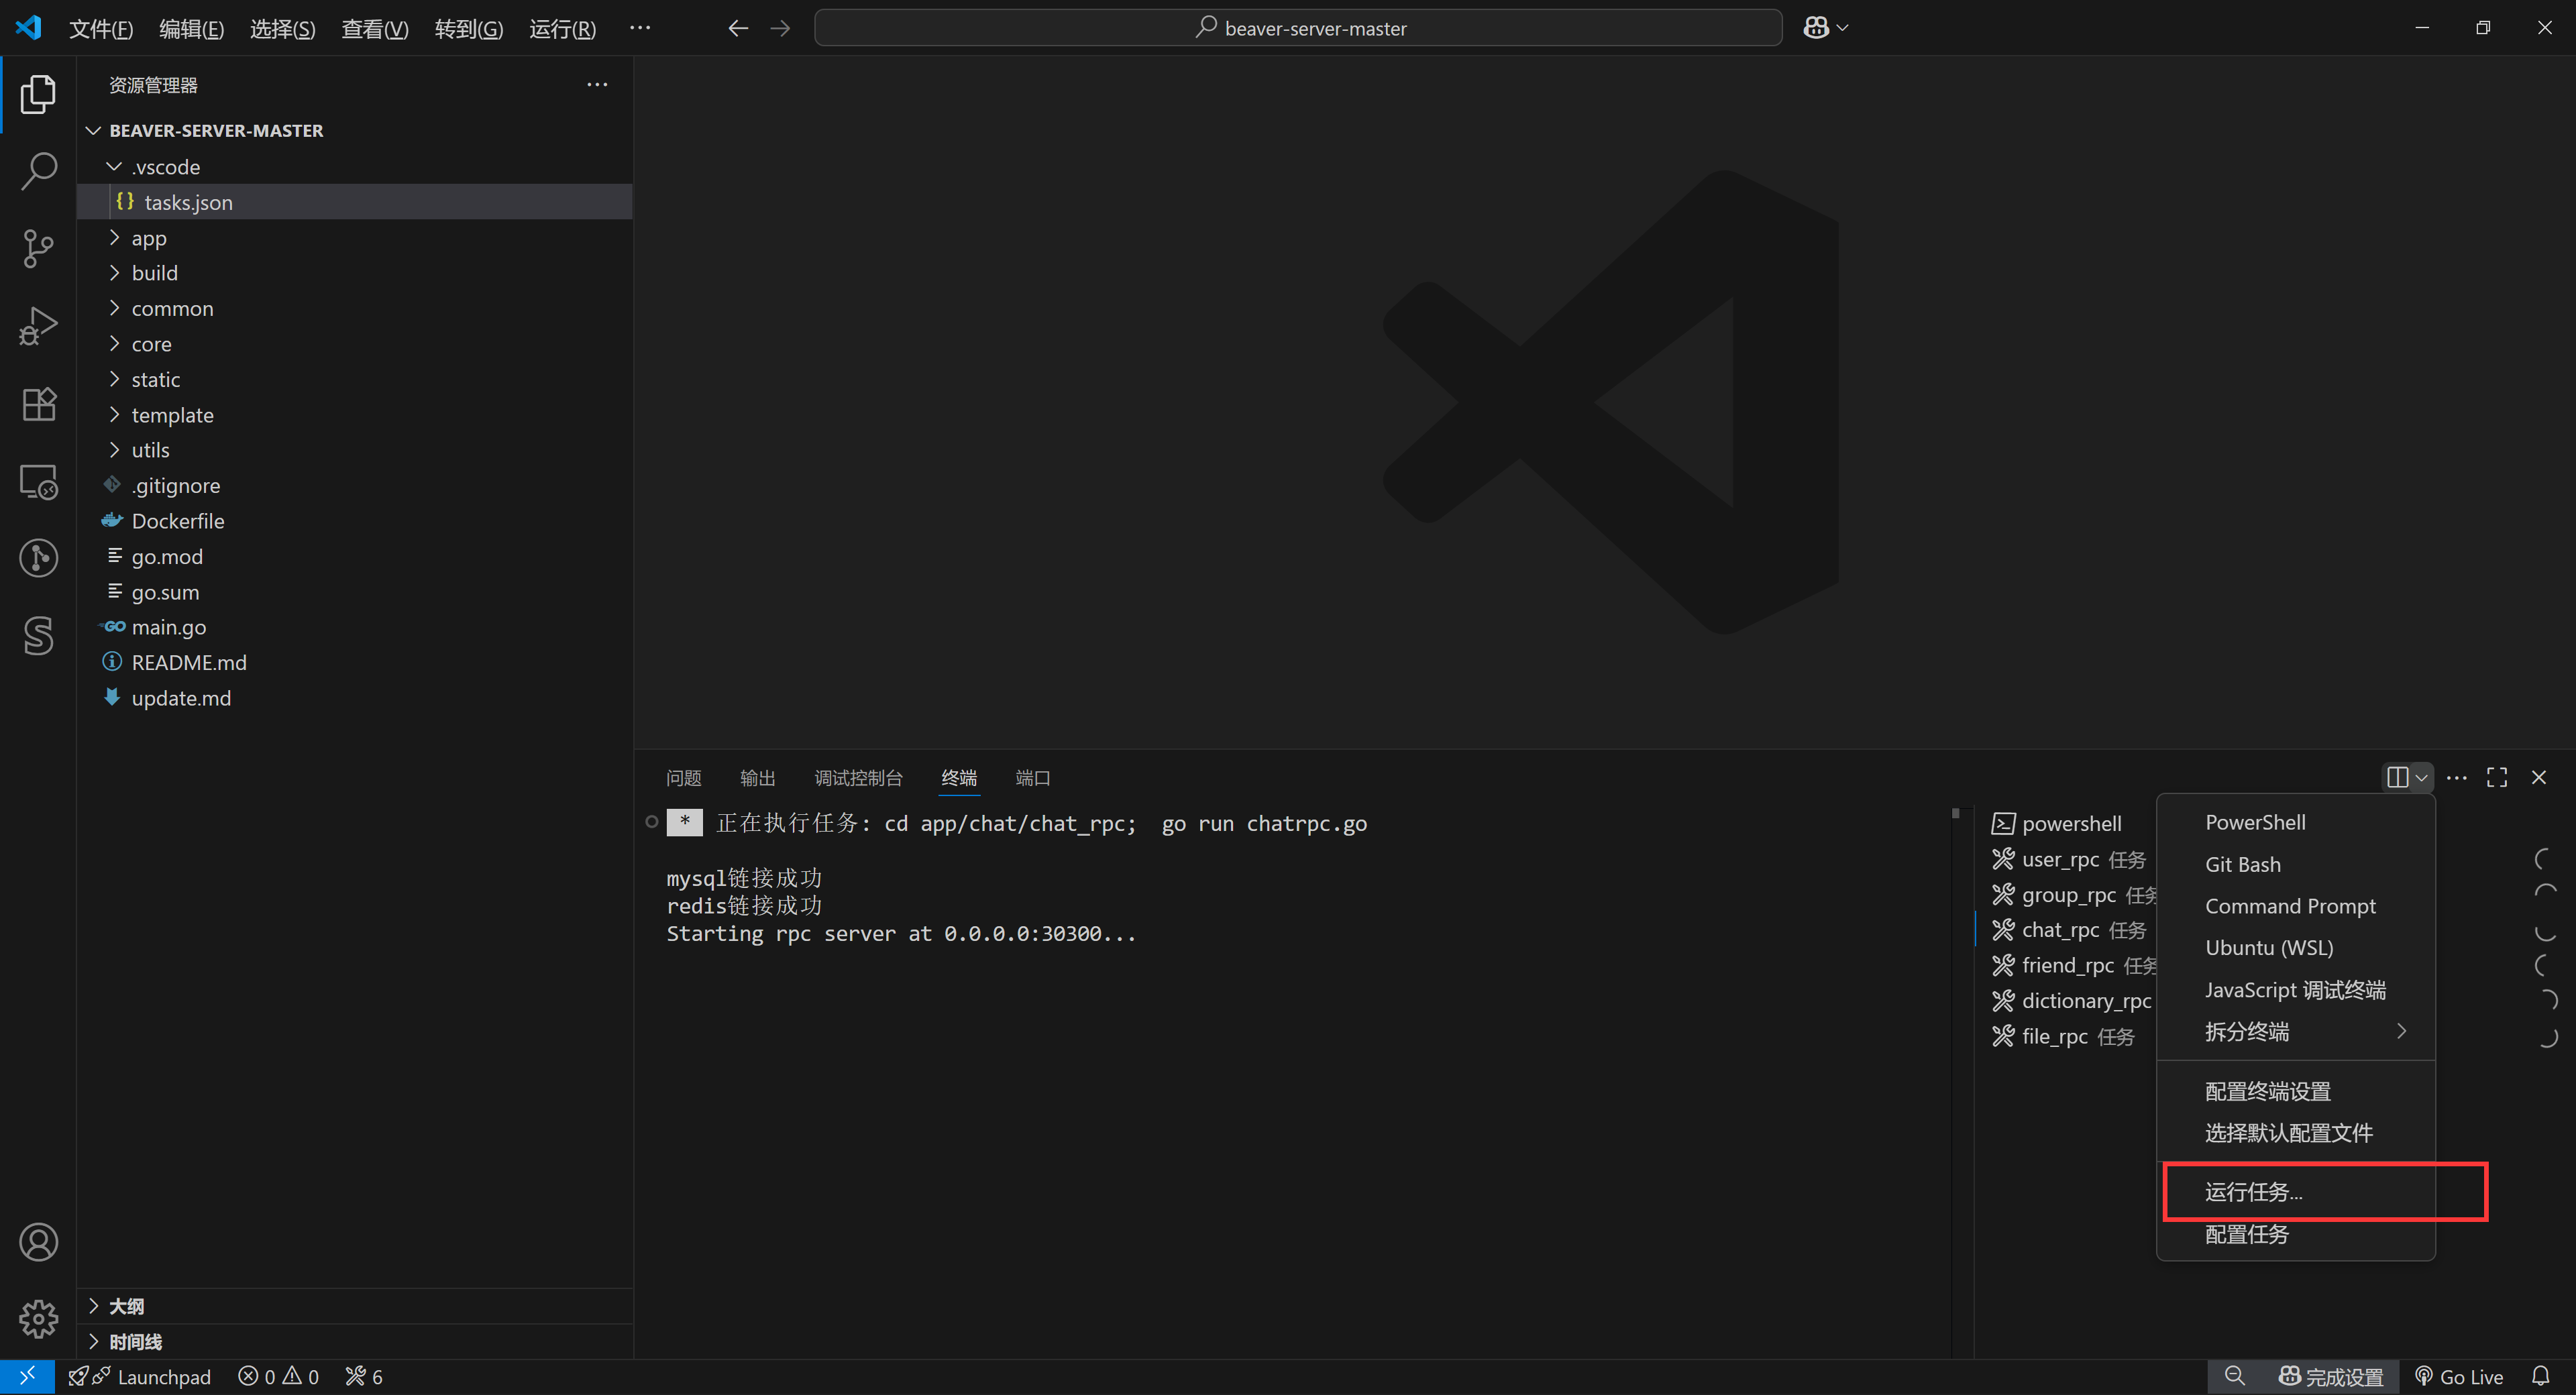 文件(F) 编辑(E) 选择(S) 查看(V) 转到(G) 运行(R) ··· beaver-server-master
资源管理器 ···
BEAVER-SERVER-MASTER
.vscode
{} tasks.json
app
build
common
core
static
template
utils
.gitignore
Dockerfile
go.mod
go.sum
GO main.go
README.md
update.md
大纲
时间线
问题 输出 调试控制台 终端 端口
* 正在执行任务: cd app/chat/chat_rpc;  go run chatrpc.go
mysql链接成功
redis链接成功
Starting rpc server at 0.0.0.0:30300...
powershell
user_rpc 任务
group_rpc 任务
chat_rpc 任务
friend_rpc 任务
dictionary_rpc
file_rpc 任务
PowerShell
Git Bash
Command Prompt
Ubuntu (WSL)
JavaScript 调试终端
拆分终端
配置终端设置
选择默认配置文件
运行任务...
配置任务
Launchpad 0 0 6 完成设置 Go Live